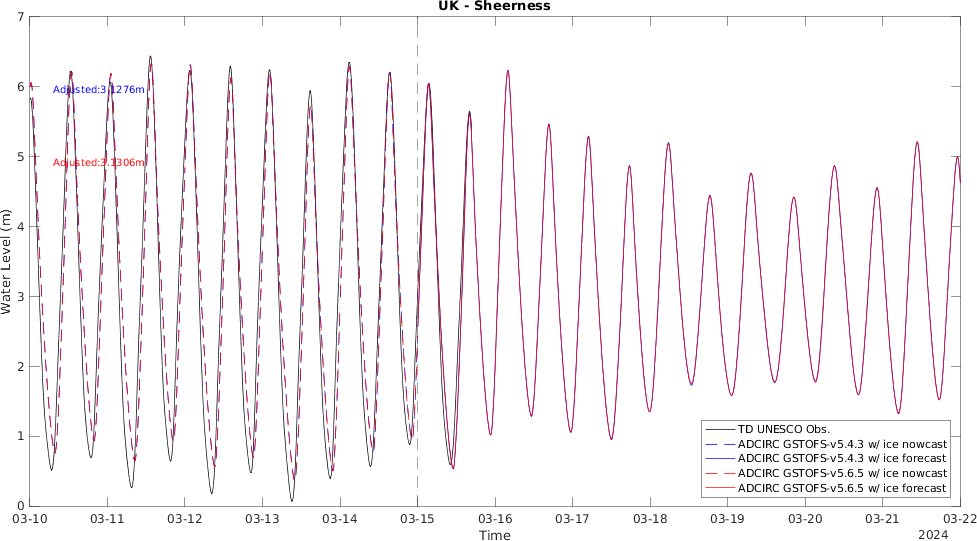 UK - Sheerness
7
6
5
4
3
2
1
0
Water Level (m)
Adjusted:3.1276m
Adjusted:3.1306m
TD UNESCO Obs.
ADCIRC GSTOFS-v5.4.3 w/ ice nowcast
ADCIRC GSTOFS-v5.4.3 w/ ice forecast
ADCIRC GSTOFS-v5.6.5 w/ ice nowcast
ADCIRC GSTOFS-v5.6.5 w/ ice forecast
03-10 03-11 03-12 03-13 03-14 03-15 03-16 03-17 03-18 03-19 03-20 03-21 03-22
Time
2024